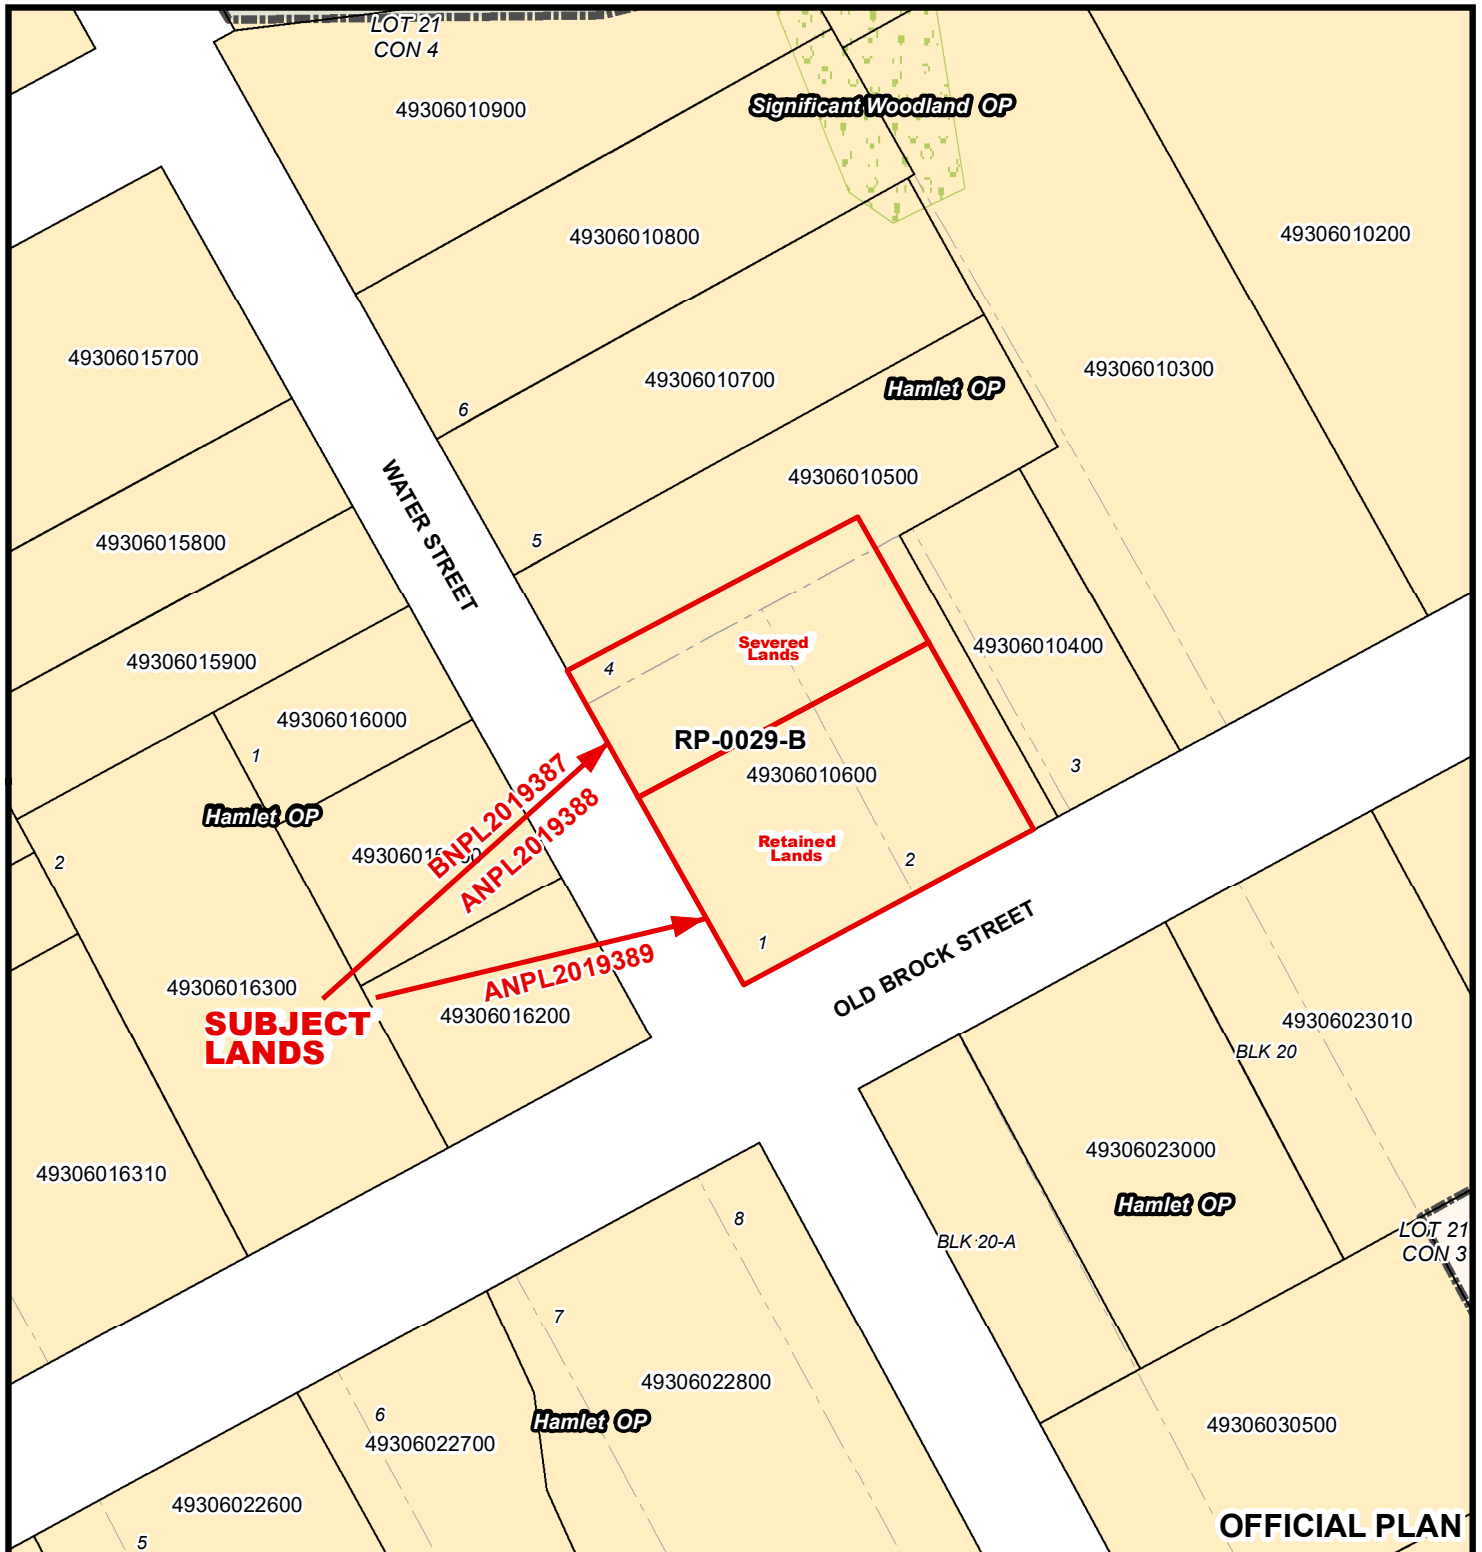 LOT 21
CON 4
49306010900
Significant Woodland OP
49306010800
49306010200
49306015700
49306010700
49306010300
Hamlet OP
6
WATER STREET
49306010500
49306015800
5
49306015900
4
Severed
Lands
49306010400
49306016000
1
RP-0029-B
3
49306010600
BNPL2019387
ANPL2019388
Hamlet OP
2
Retained
Lands
2
1
OLD BROCK STREET
ANPL2019389
49306016300
49306016200
SUBJECT
LANDS
49306023010
BLK 20
49306016310
49306023000
Hamlet OP
8
BLK 20-A
LOT 21
CON 3
7
49306022800
6
Hamlet OP
49306022700
49306030500
49306022600
5
OFFICIAL PLAN